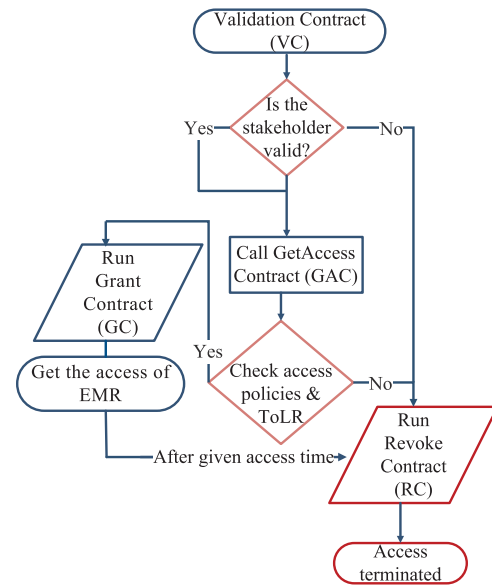 Validation Contract
(VC)
Is the
stakeholder
valid?
Yes
No
Call GetAccess
Contract (GAC)
Run
Grant
Contract
(GC)
Yes
Check access
policies &
ToLR
No
Get the access of
EMR
After given access time
Run
Revoke
Contract
(RC)
Access
terminated